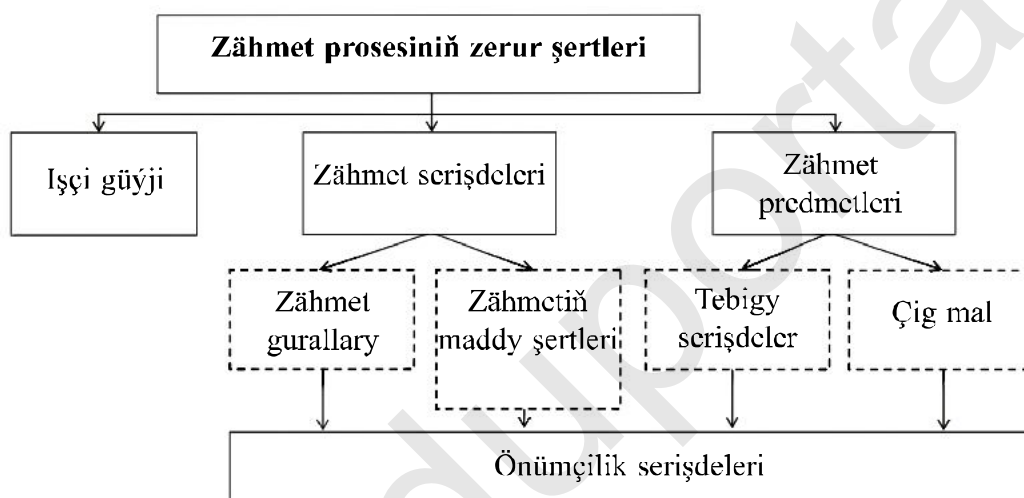 Zähmet prosesiniň zerur şertleri
Işçi güýji
Zähmet serişdeleri
Zähmet
predmetleri
Zähmet
gurallary
Zähmetiň
maddy şertleri
Tebigy
serişdeler
Çig mal
Önümçilik serişdeleri
duporta